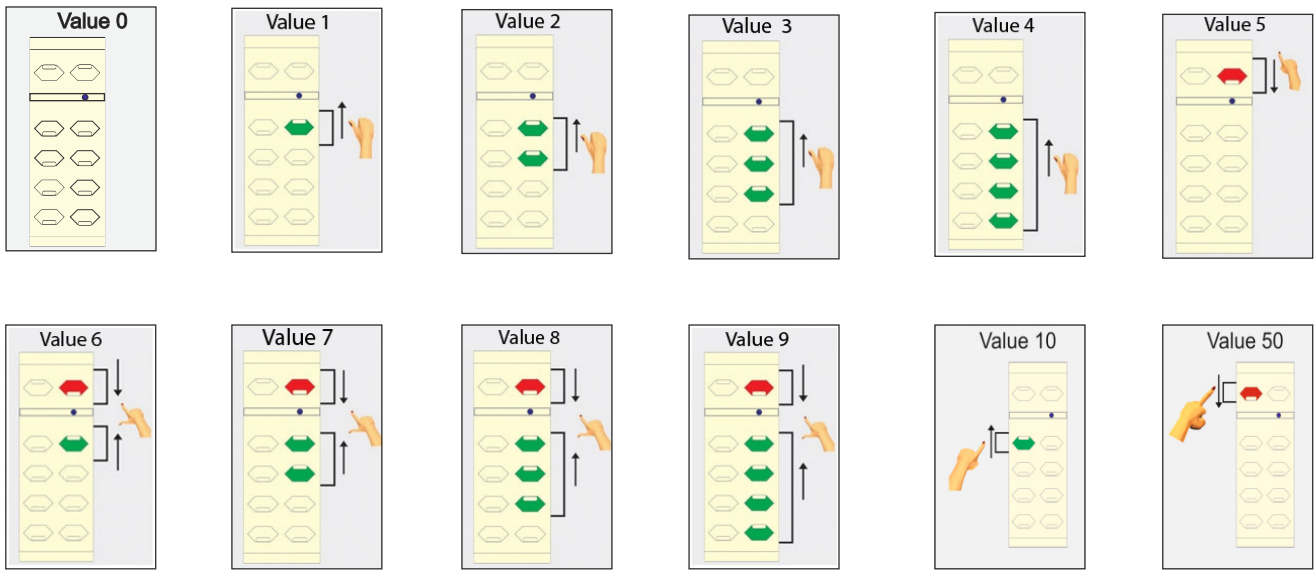 Value 0
Value 1
Value 2
Value 3
Value 4
Value 5
Value 6
Value 7
Value 8
Value 9
Value 10
Value 50